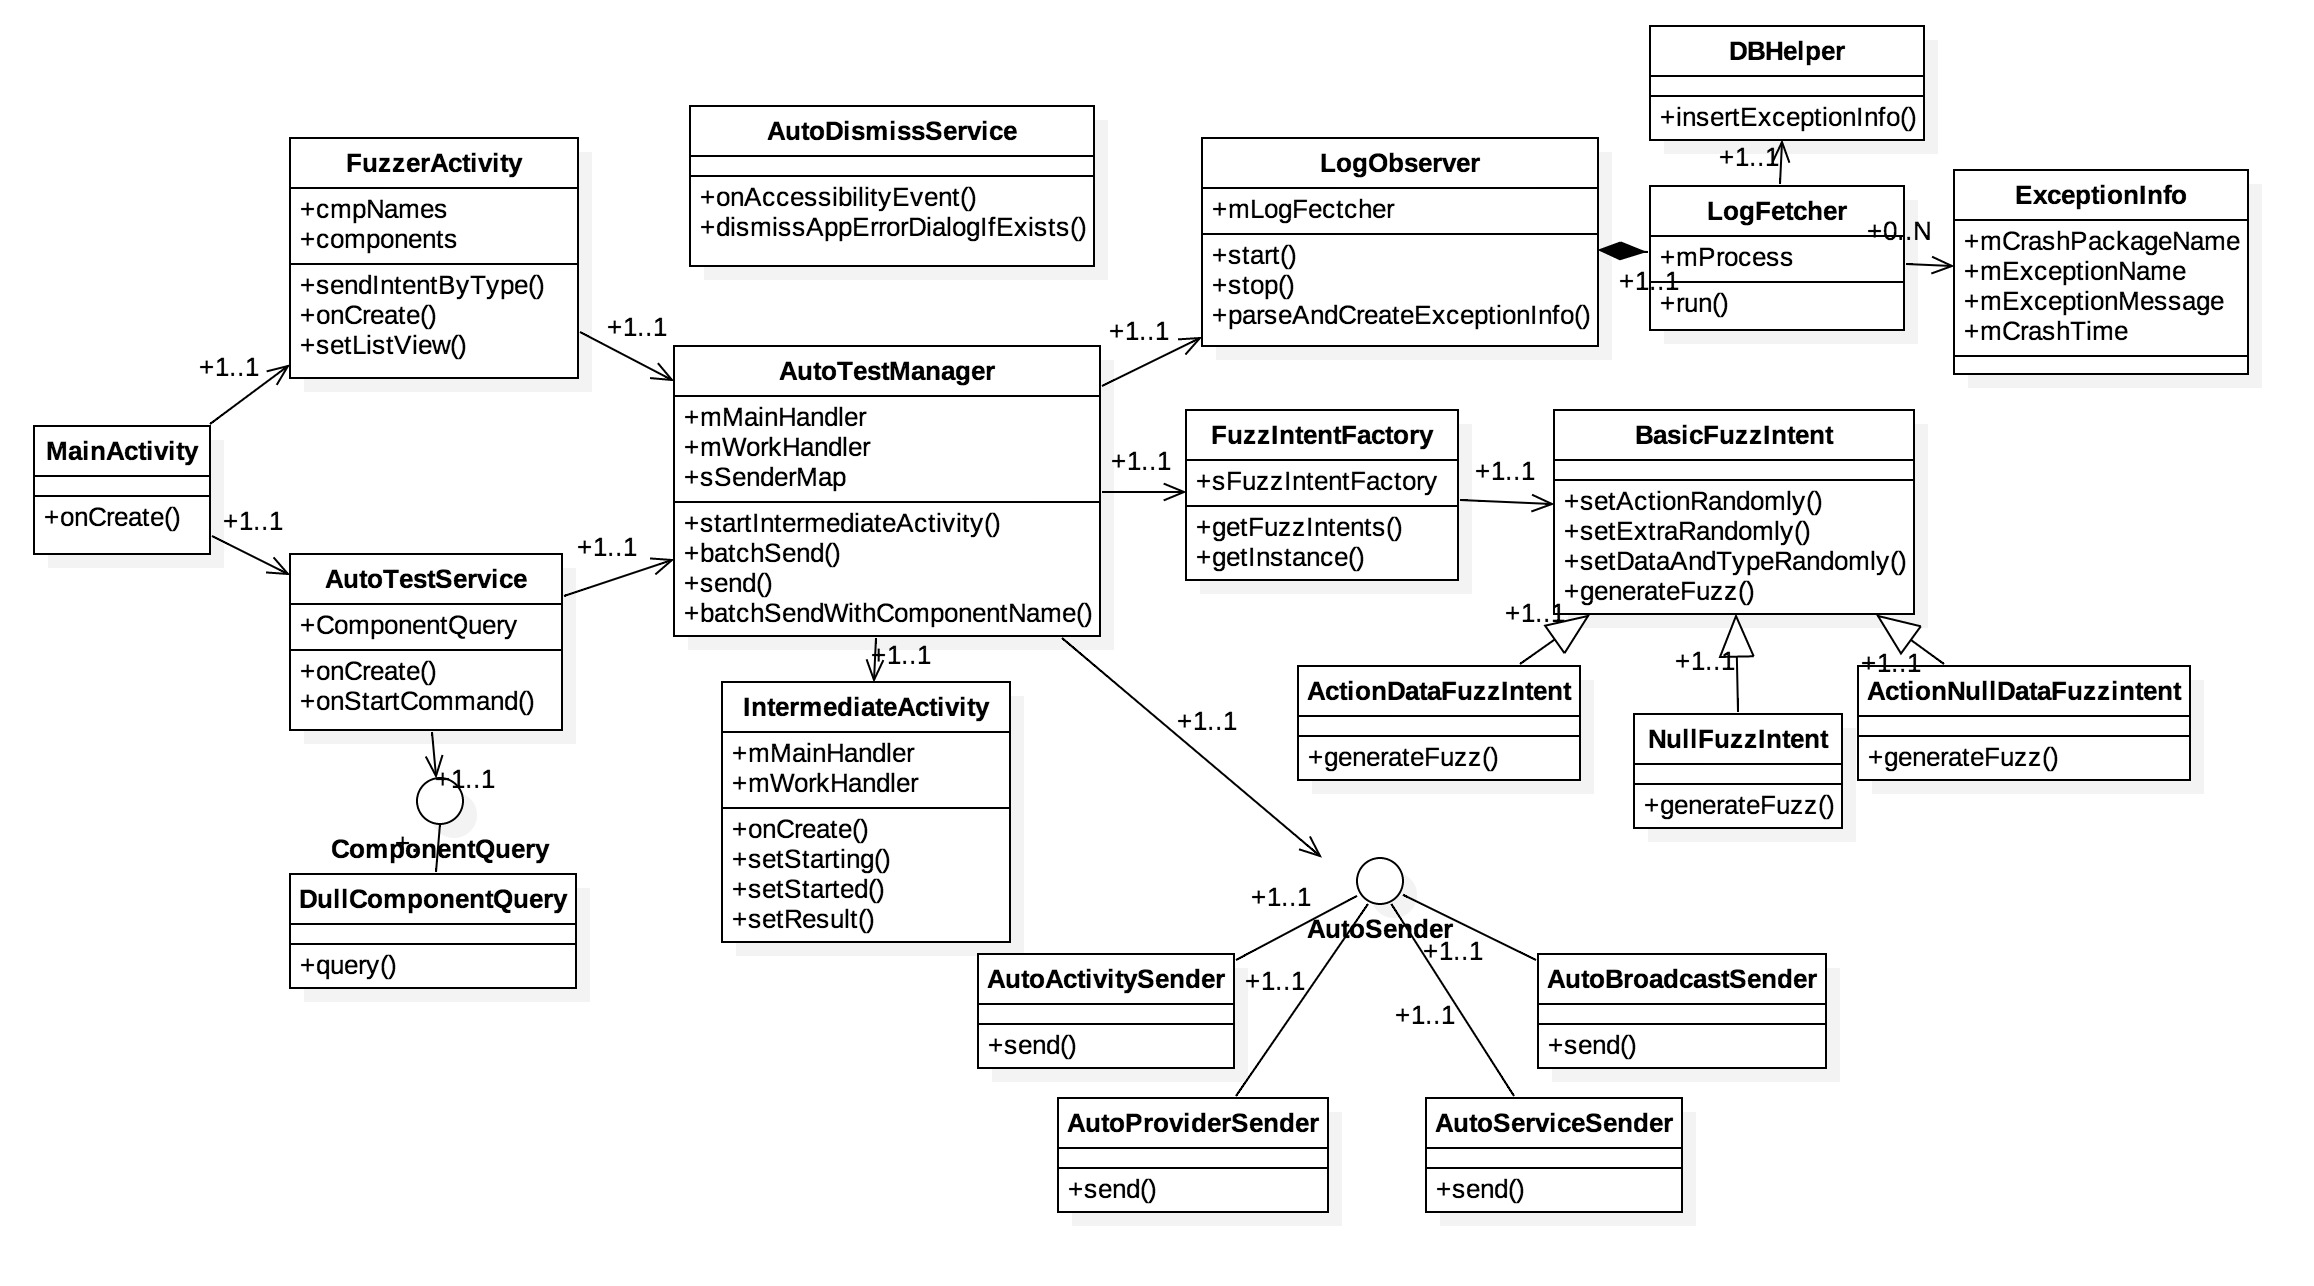 DBHelper
+insertExceptionInfo()
+1..1
AutoDismissService
+onAccessibilityEvent()
+dismissAppErrorDialogIfExists()
FuzzerActivity
+cmpNames
+components
+sendIntentByType()
+onCreate()
+setListView()
LogObserver
+mLogFectcher
+start()
+stop()
+parseAndCreateExceptionInfo()
+1..1
LogFetcher
+mProcess
+run()
+0..N
ExceptionInfo
+mCrashPackageName
+mExceptionName
+mExceptionMessage
+mCrashTime
+1..1
+1..1
+1..1
MainActivity
+onCreate()
+1..1
AutoTestManager
+mMainHandler
+mWorkHandler
+sSenderMap
+startIntermediateActivity()
+batchSend()
+send()
+batchSendWithComponentName()
+1..1
FuzzIntentFactory
+sFuzzIntentFactory
+getFuzzIntents()
+getInstance()
+1..1
BasicFuzzIntent
+setActionRandomly()
+setExtraRandomly()
+setDataAndTypeRandomly()
+generateFuzz()
AutoTestService
+ComponentQuery
+onCreate()
+onStartCommand()
+1..1
+1..1
+1..1
+1..1
+1..1
ActionDataFuzzIntent
+generateFuzz()
NullFuzzIntent
+generateFuzz()
ActionNullDataFuzzintent
+generateFuzz()
IntermediateActivity
+mMainHandler
+mWorkHandler
+onCreate()
+setStarting()
+setStarted()
+setResult()
+1..1
+1..1
ComponentQuery
DullComponentQuery
+query()
AutoSender
+1..1
+1..1
+1..1
+1..1
AutoActivitySender
+send()
AutoBroadcastSender
+send()
AutoProviderSender
+send()
AutoServiceSender
+send()